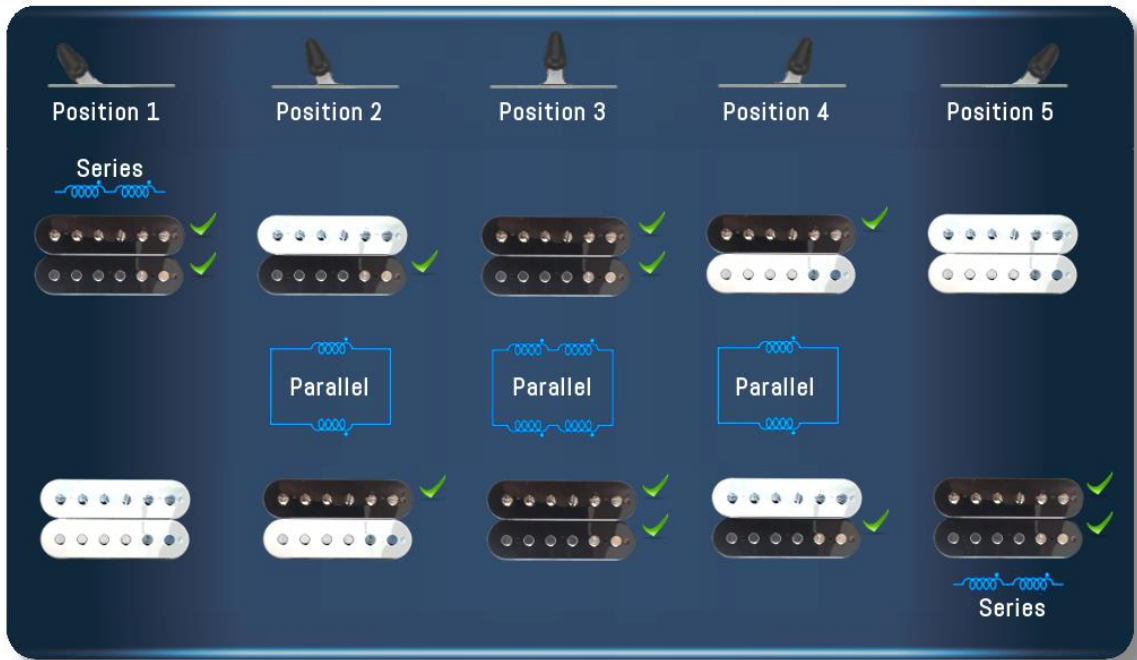 Position 1
Position 2
Position 3
Position 4
Position 5
Series
Parallel
Parallel
Parallel
Series